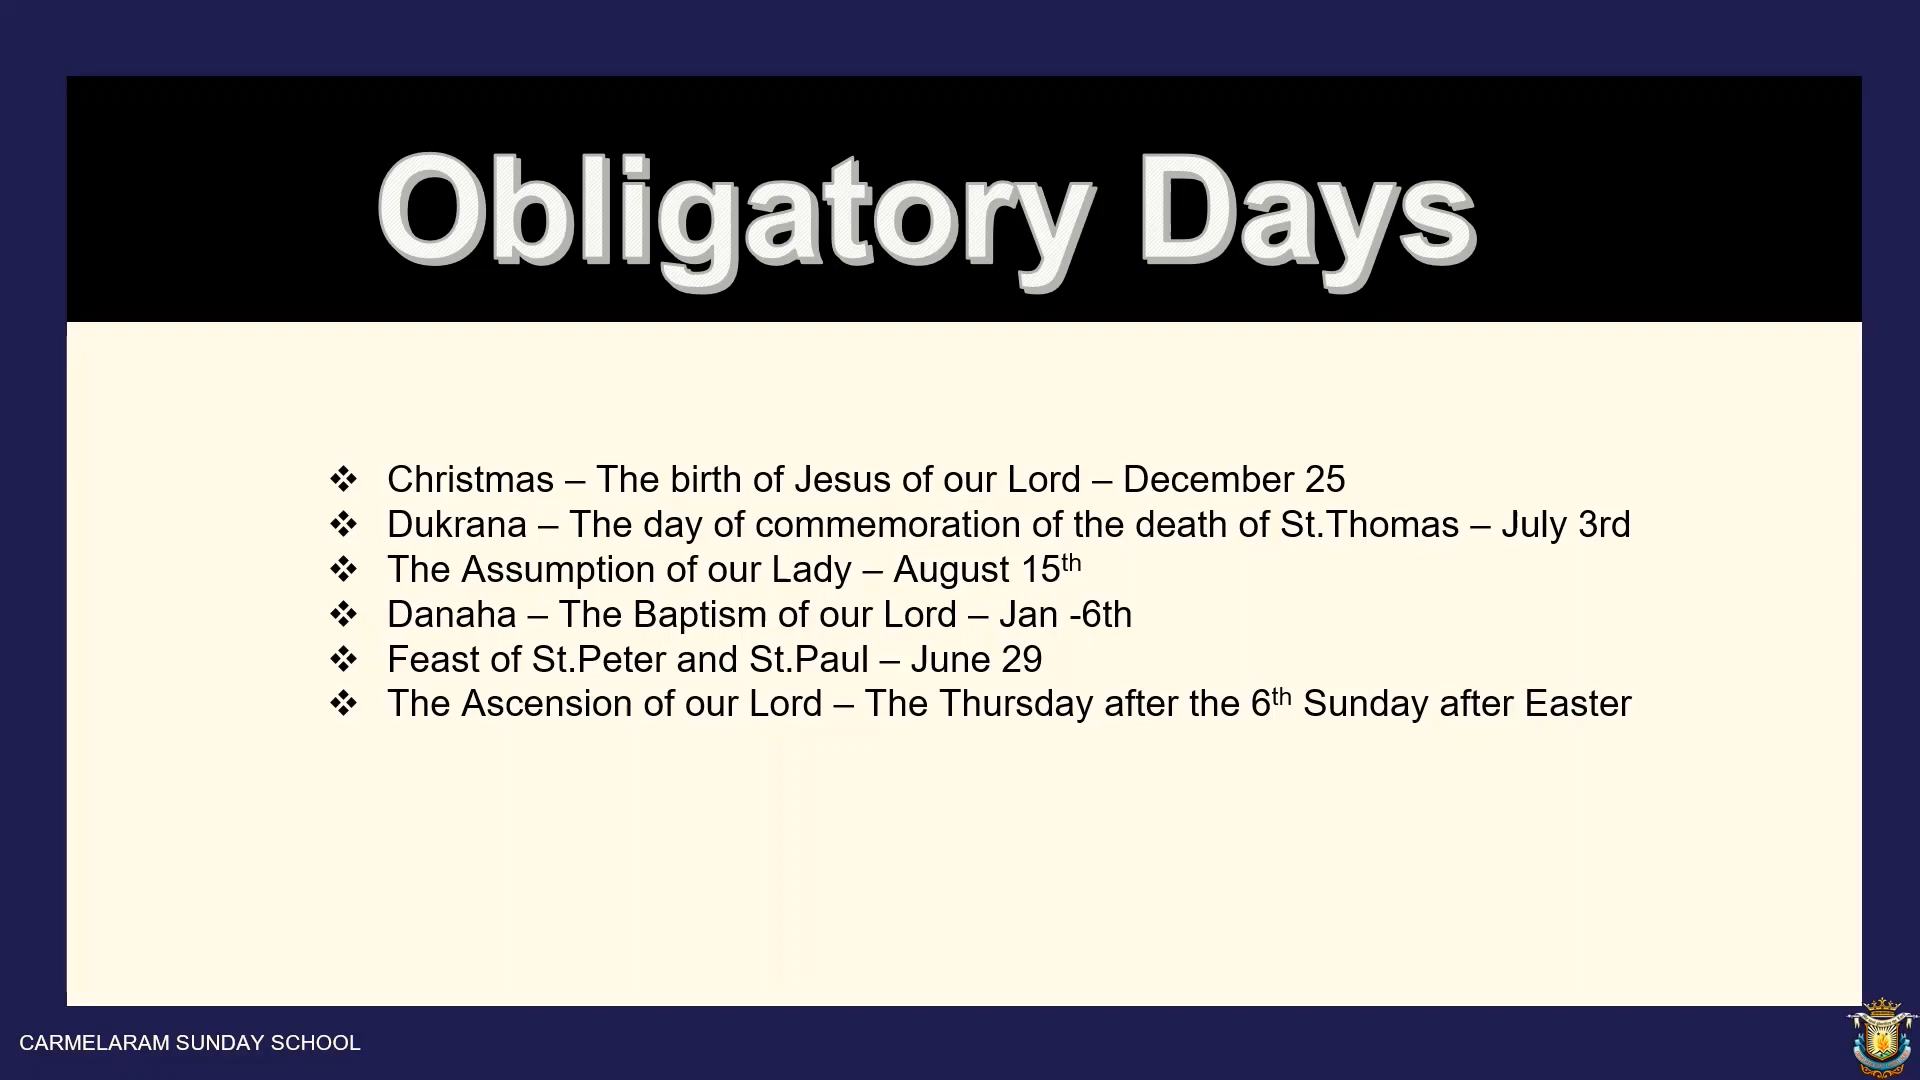 Obligatory Days
❖ Christmas – The birth of Jesus of our Lord – December 25
❖ Dukrana – The day of commemoration of the death of St.Thomas – July 3rd
❖ The Assumption of our Lady – August 15th
❖ Danaha – The Baptism of our Lord – Jan -6th
❖ Feast of St.Peter and St.Paul – June 29
❖ The Ascension of our Lord – The Thursday after the 6th Sunday after Easter
CARMELARAM SUNDAY SCHOOL